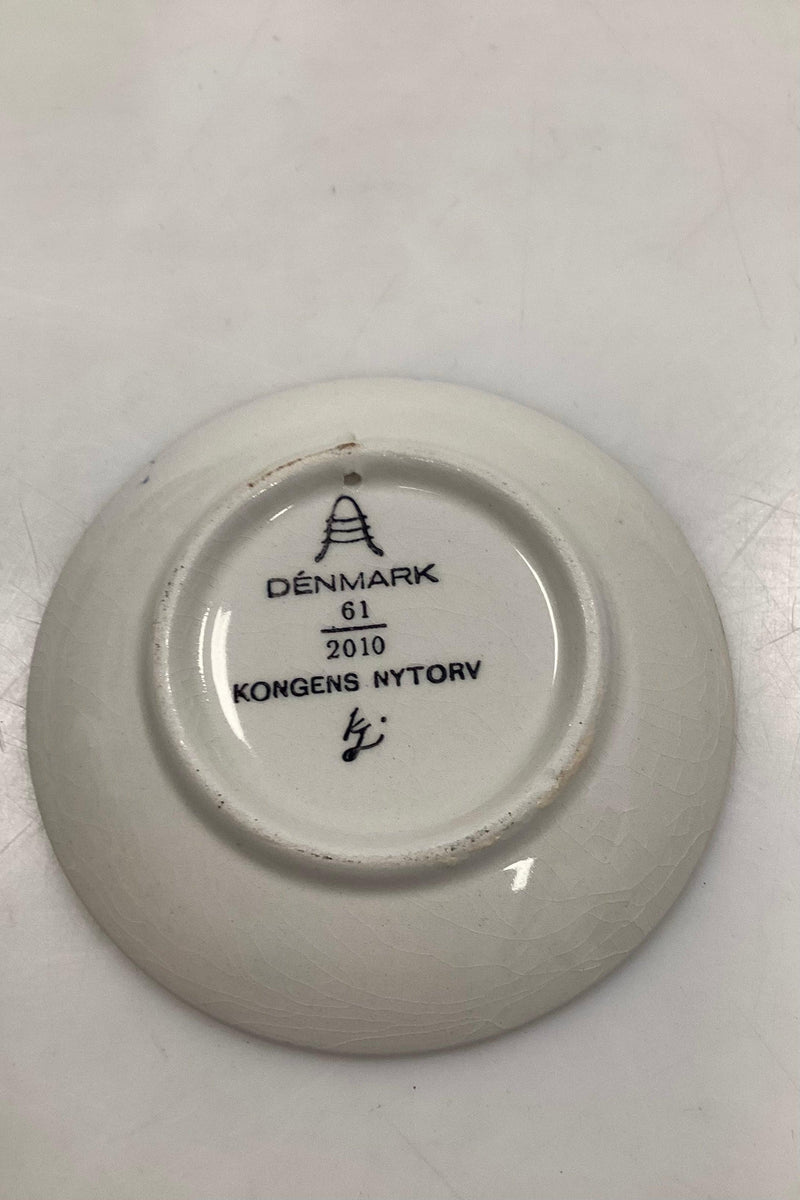 DÉNMARK
61
2010
KONGENS NYTORV